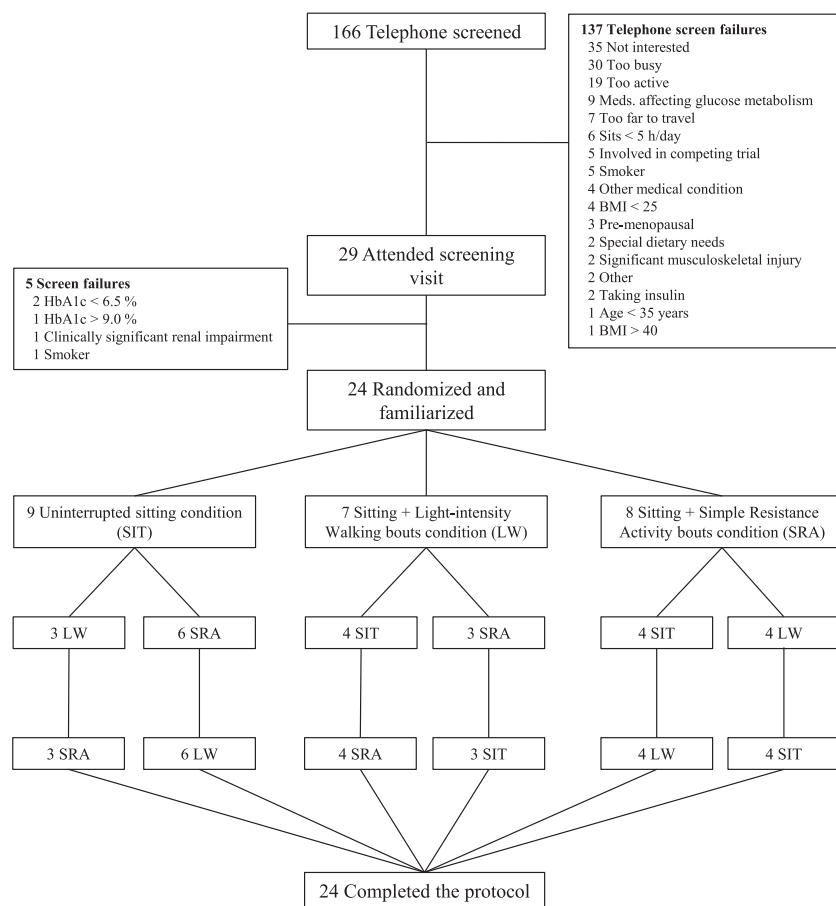 166 Telephone screened
137 Telephone screen failures
35 Not interested
30 Too busy
19 Too active
9 Meds. affecting glucose metabolism
7 Too far to travel
6 Sits < 5 h/day
5 Involved in competing trial
5 Smoker
4 Other medical condition
4 BMI < 25
3 Pre-menopausal
2 Special dietary needs
2 Significant musculoskeletal injury
2 Other
2 Taking insulin
1 Age < 35 years
1 BMI > 40
29 Attended screening
visit
5 Screen failures
2 HbA1c < 6.5 %
1 HbA1c > 9.0 %
1 Clinically significant renal impairment
1 Smoker
24 Randomized and
familiarized
9 Uninterrupted sitting condition
(SIT)
7 Sitting + Light-intensity
Walking bouts condition (LW)
8 Sitting + Simple Resistance
Activity bouts condition (SRA)
3 LW
6 SRA
4 SIT
3 SRA
4 SIT
4 LW
3 SRA
6 LW
4 SRA
3 SIT
4 LW
4 SIT
24 Completed the protocol